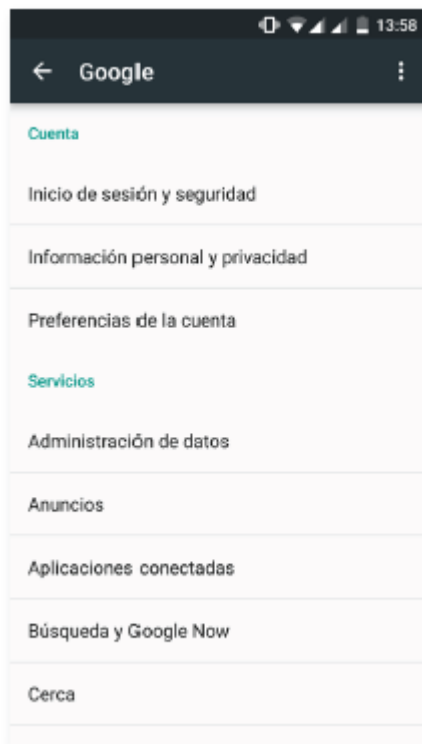 13:58
Google
Cuenta
Inicio de sesión y seguridad
Información personal y privacidad
Preferencias de la cuenta
Servicios
Administración de datos
Anuncios
Aplicaciones conectadas
Búsqueda y Google Now
Cerca